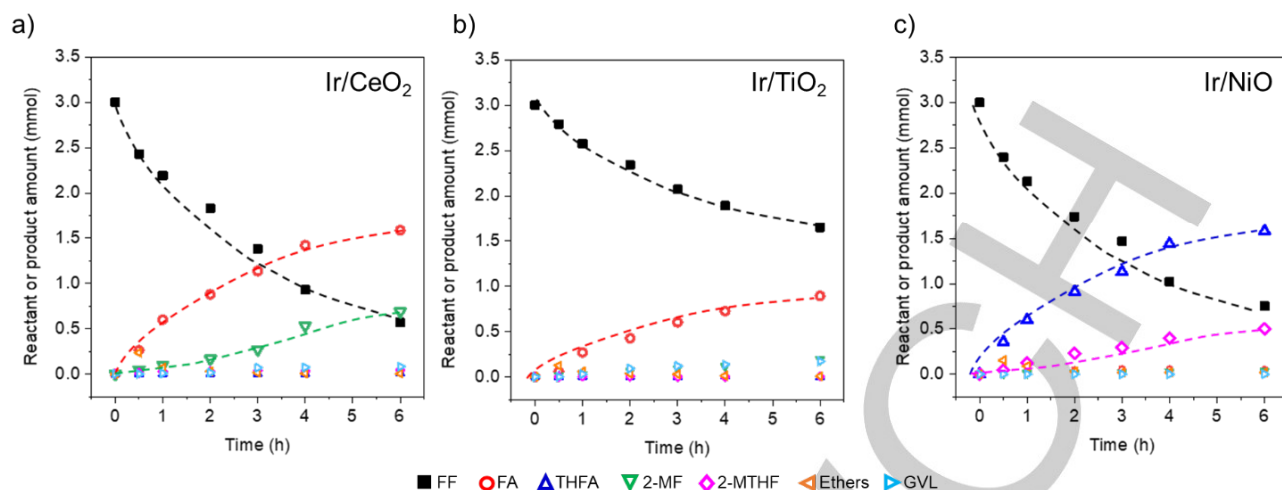 a)
Ir/CeO₂
Reactant or product amount (mmol)
3.5
3.0
2.5
2.0
1.5
1.0
0.5
0.0
0 1 2 3 4 5 6
Time (h)
b)
Ir/TiO₂
Reactant or product amount (mmol)
3.5
3.0
2.5
2.0
1.5
1.0
0.5
0.0
0 1 2 3 4 5 6
Time (h)
c)
Ir/NiO
Reactant or product amount (mmol)
3.5
3.0
2.5
2.0
1.5
1.0
0.5
0.0
0 1 2 3 4 5 6
Time (h)
FF FA THFA 2-MF 2-MTHF Ethers GVL
CH